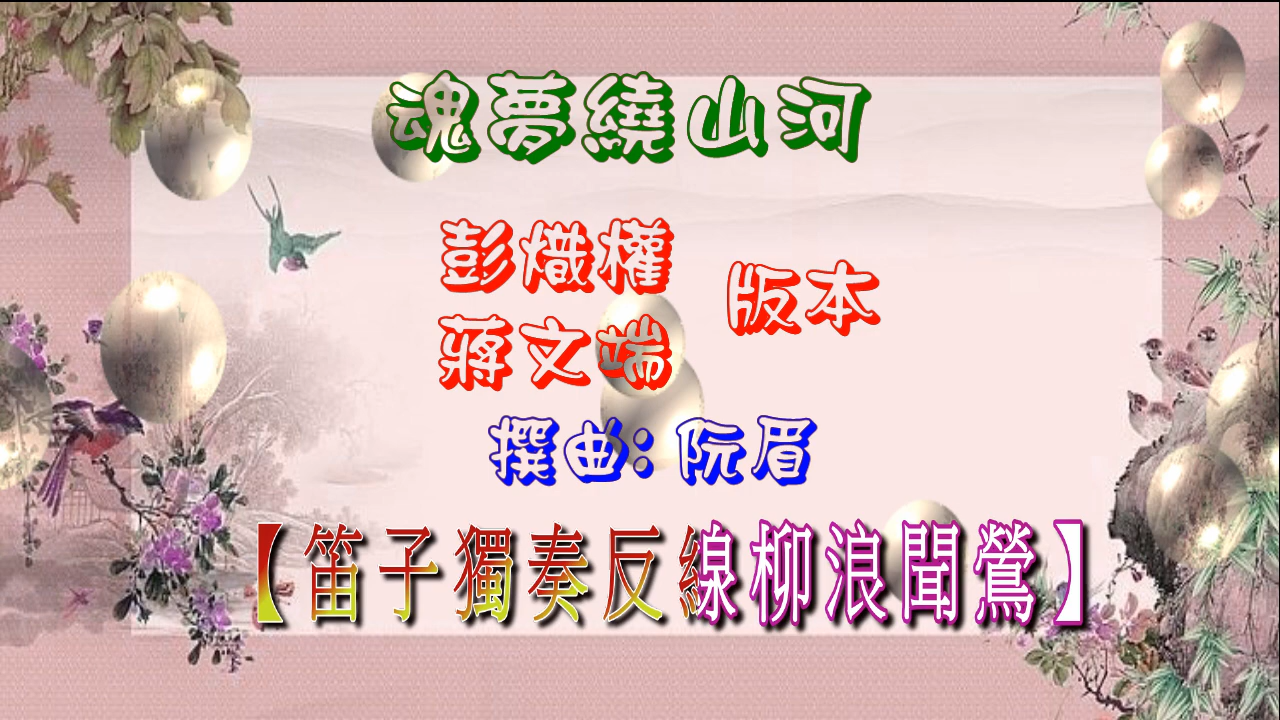 魂夢繞山河
彭熾權
蔣文端
版本
撰曲: 阮眉
【笛子獨奏反線柳浪聞鶯】